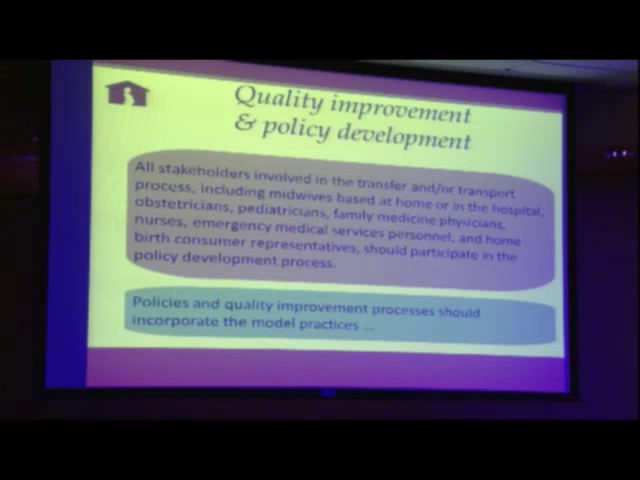 Quality improvement
& policy development
All stakeholders involved in the transfer and/or transport
process, including midwives based at home or in the hospital,
obstetricians, pediatricians, family medicine physicians,
nurses, emergency medical services personnel, and home
birth consumer representatives, should participate in the
policy development process.
Policies and quality improvement processes should
incorporate the model practices ...